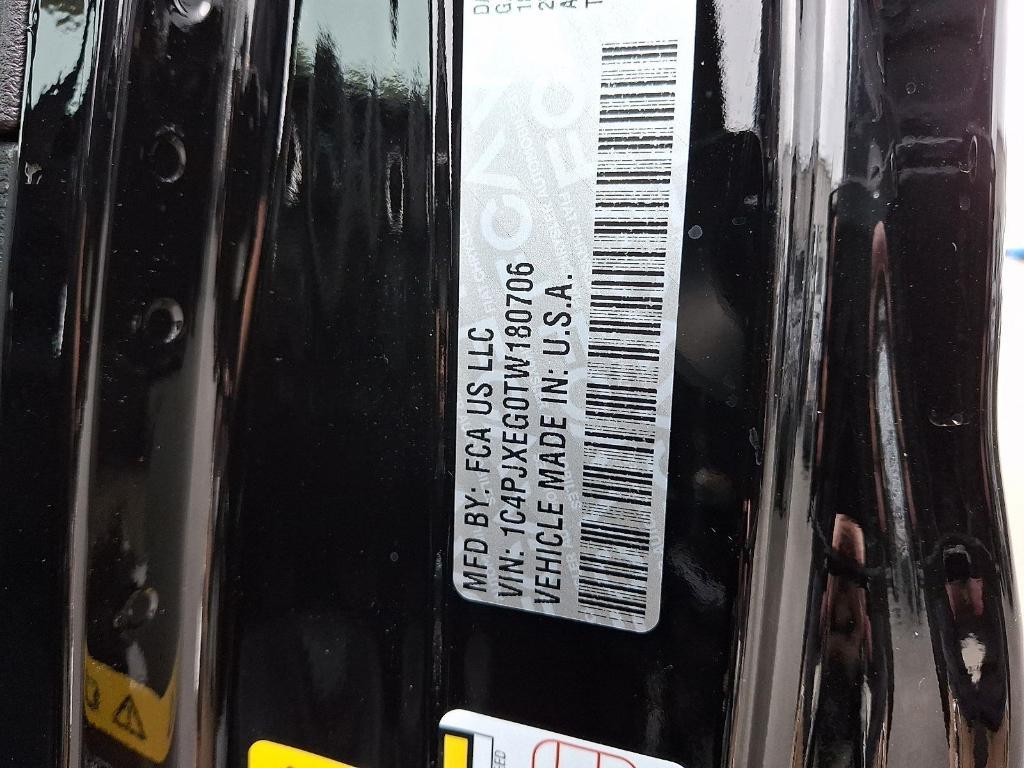 MFD BY: FCA US LLC
VIN: 1C4PJXEG0TW180706
VEHICLE MADE IN: U.S.A.